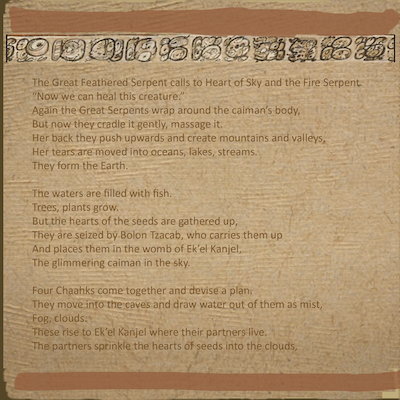 The Great Feathered Serpent calls to Heart of Sky and the Fire Serpent.
"Now we can heal this creature."
Again the Great Serpents wrap around the caiman's body,
But now they cradle it gently, massage it.
Her back they push upwards and create mountains and valleys,
Her tears are moved into oceans, lakes, streams.
They form the Earth.
The waters are filled with fish.
Trees, plants grow.
But the hearts of the seeds are gathered up,
They are seized by Bolon Tzacab, who carries them up
And places them in the womb of Ek'el Kanjel,
The glimmering caiman in the sky.
Four Chaahks come together and devise a plan.
They move into the caves and draw water out of them as mist,
Fog, clouds.
These rise to Ek'el Kanjel where their partners live.
The partners sprinkle the hearts of seeds into the clouds,